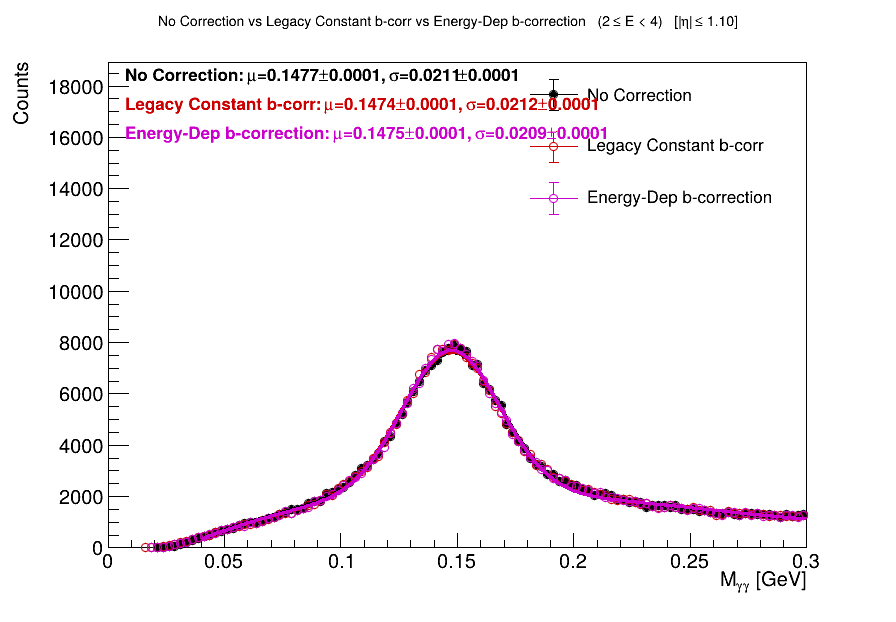 No Correction vs Legacy Constant b-corr vs Energy-Dep b-correction (2 ≤ E < 4) [|η| ≤ 1.10]
Counts
18000
16000
14000
12000
10000
8000
6000
4000
2000
0
No Correction: μ=0.1477±0.0001, σ=0.0211±0.0001
Legacy Constant b-corr: μ=0.1474±0.0001, σ=0.0212±0.0001
Energy-Dep b-correction: μ=0.1475±0.0001, σ=0.0209±0.0001
No Correction
Legacy Constant b-corr
Energy-Dep b-correction
0 0.05 0.1 0.15 0.2 0.25 0.3
Mγγ [GeV]